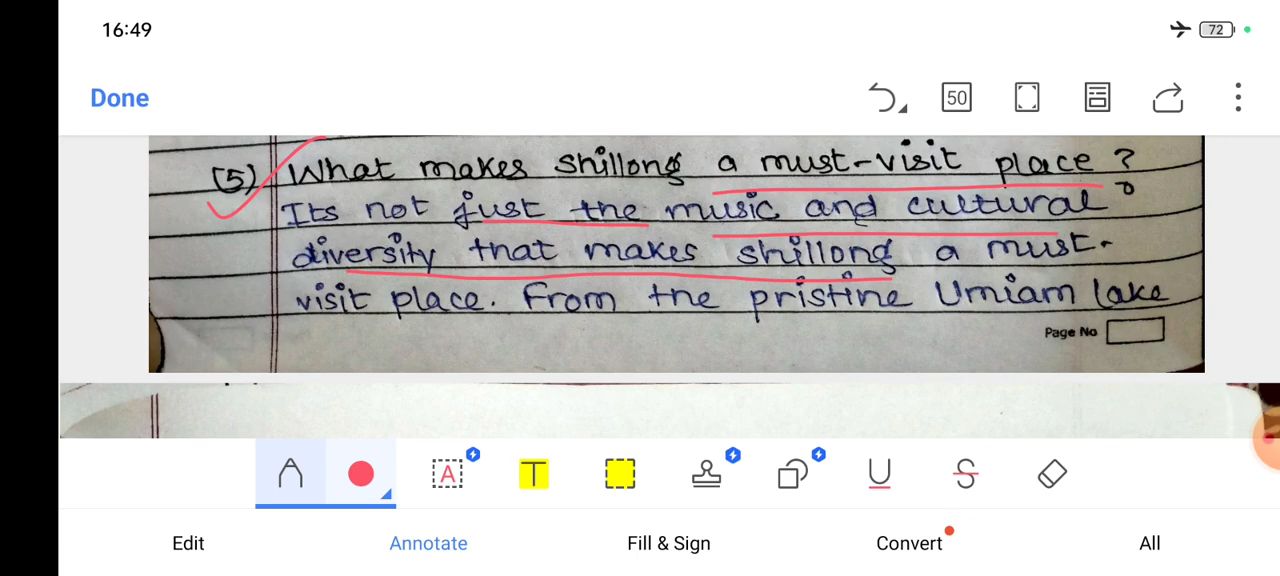 16:49
72
Done
50
(5) What makes Shillong a must-visit place?
Its not just the music and cultural
diversity that makes shillong a must-
visit place. From the pristine Umiam lake
Page No
A
T
U
S
Edit
Annotate
Fill & Sign
Convert
All